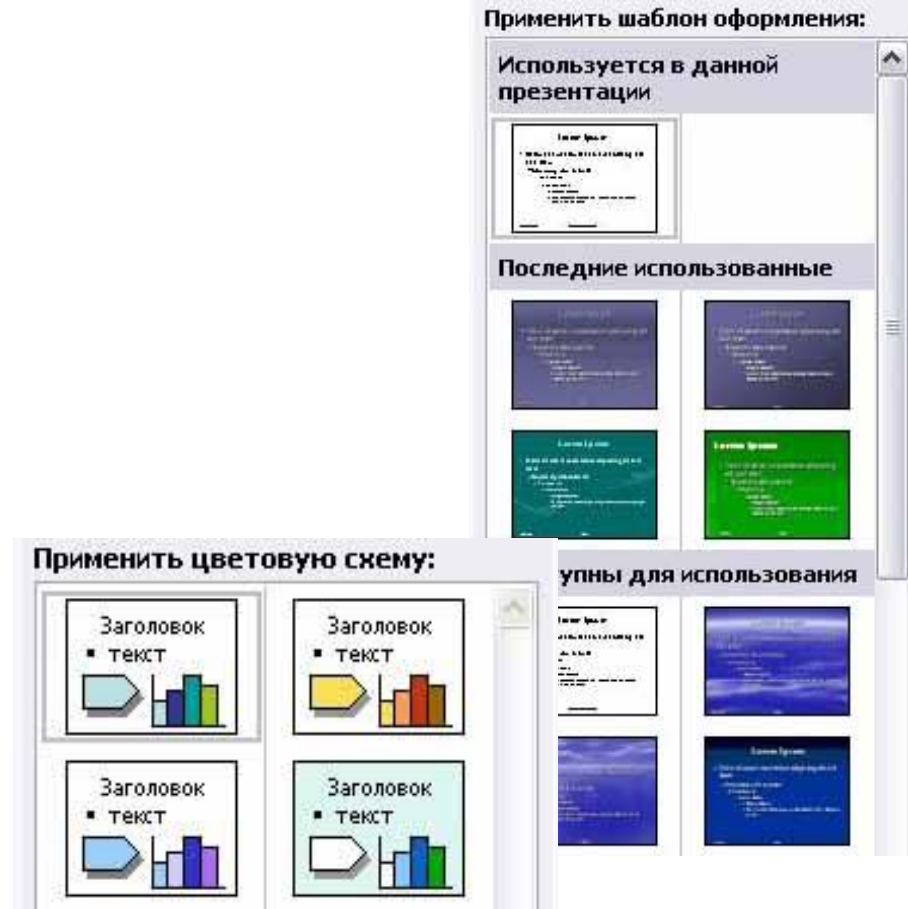 Применить шаблон оформления:
Используется в данной
презентации
Последние использованные
упны для использования
Применить цветовую схему:
Заголовок
▪ текст
Заголовок
▪ текст
Заголовок
▪ текст
Заголовок
▪ текст